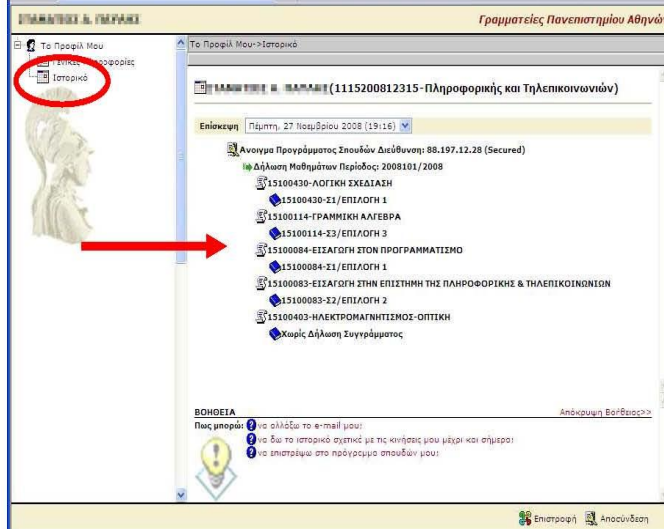 Γραμματείες Πανεπιστημίου Αθηνών
Το Προφίλ Μου
Γενικές Πληροφορίες
Ιστορικό
Το Προφίλ Μου->Ιστορικό
(1115200812315-Πληροφορικής και Τηλεπικοινωνιών)
Επίσκεψη Πέμπτη, 27 Νοεμβρίου 2008 (19:16)
Ανοιγμα Προγράμματος Σπουδών Διεύθυνση: 88.197.12.28 (Secured)
Δήλωση Μαθημάτων Περίοδος: 2008101/2008
15100430-ΛΟΓΙΚΗ ΣΧΕΔΙΑΣΗ
15100430-Σ1/ΕΠΙΛΟΓΗ 1
15100114-ΓΡΑΜΜΙΚΗ ΑΛΓΕΒΡΑ
15100114-Σ3/ΕΠΙΛΟΓΗ 3
15100084-ΕΙΣΑΓΩΓΗ ΣΤΟΝ ΠΡΟΓΡΑΜΜΑΤΙΣΜΟ
15100084-Σ1/ΕΠΙΛΟΓΗ 1
15100083-ΕΙΣΑΓΩΓΗ ΣΤΗΝ ΕΠΙΣΤΗΜΗ ΤΗΣ ΠΛΗΡΟΦΟΡΙΚΗΣ & ΤΗΛΕΠΙΚΟΙΝΩΝΙΩΝ
15100083-Σ2/ΕΠΙΛΟΓΗ 2
15100403-ΗΛΕΚΤΡΟΜΑΓΝΗΤΙΣΜΟΣ-ΟΠΤΙΚΗ
Χωρίς Δήλωση Συγγράμματος
ΒΟΗΘΕΙΑ Απόκρυψη Βοήθειας>>
Πως μπορώ: να αλλάξω το e-mail μου;
να δω το ιστορικό σχετικά με τις κινήσεις μου μέχρι και σήμερα;
να επιστρέψω στο πρόγραμμα σπουδών μου;
Επιστροφή Αποσύνδεση